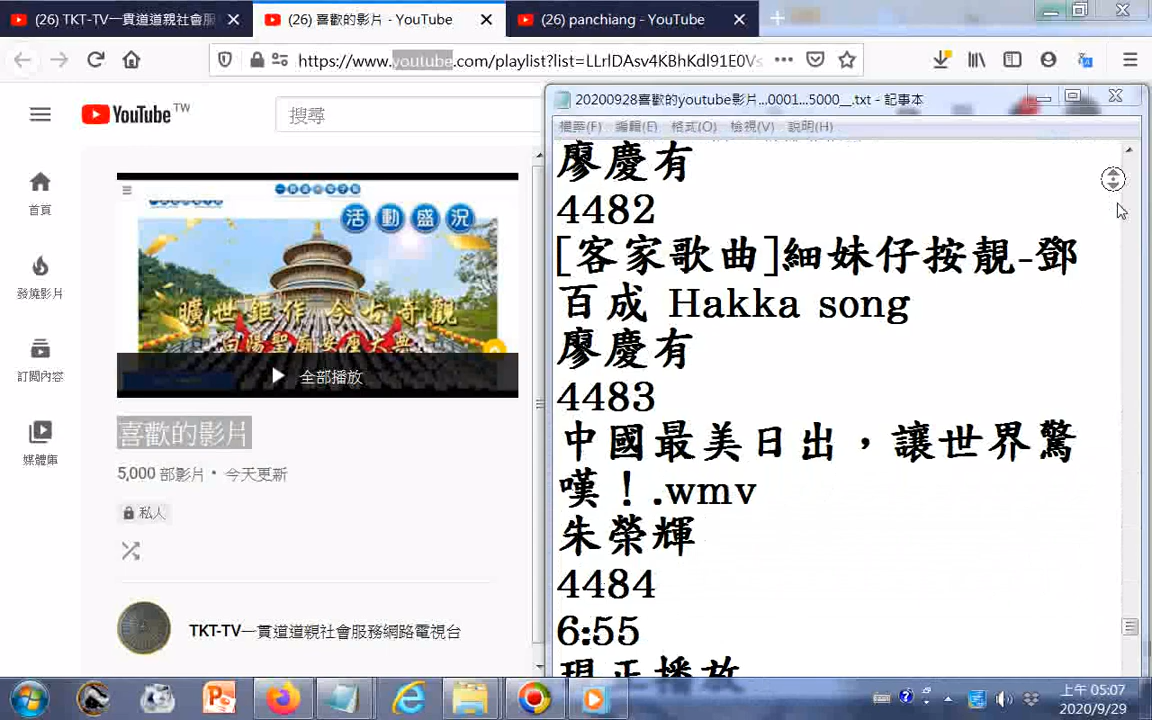 (26) TKT-TV一貫道道親社會服
(26) 喜歡的影片 - YouTube
(26) panchiang - YouTube
https://www.youtube.com/playlist?list=LLrlDAsv4KBhKdl91E0Vs
YouTube TW
搜尋
首頁
發燒影片
訂閱內容
媒體庫
活動盛況
曠世鉅作 今古奇觀
全部播放
喜歡的影片
5,000 部影片 • 今天更新
私人
TKT-TV一貫道道親社會服務網路電視台
20200928喜歡的youtube影片...0001...5000__.txt - 記事本
檔案(F) 編輯(E) 格式(O) 檢視(V) 說明(H)
廖慶有
4482
[客家歌曲]細妹仔按靚-鄧
百成 Hakka song
廖慶有
4483
中國最美日出，讓世界驚
嘆！.wmv
朱榮輝
4484
6:55
現正播放
上午 05:07
2020/9/29